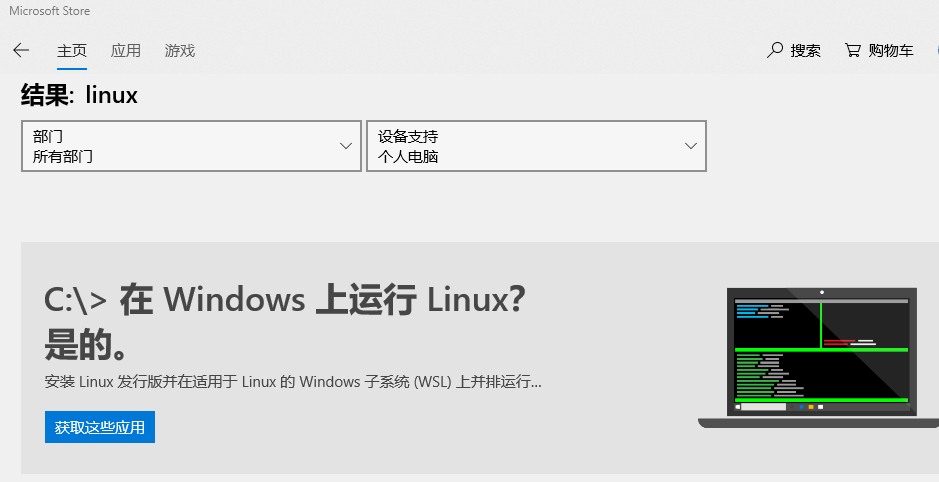 Microsoft Store
主页 应用 游戏 搜索 购物车
结果: linux
部门
所有部门
设备支持
个人电脑
C:\> 在 Windows 上运行 Linux?
是的。
安装 Linux 发行版并在适用于 Linux 的 Windows 子系统 (WSL) 上并排运行...
获取这些应用